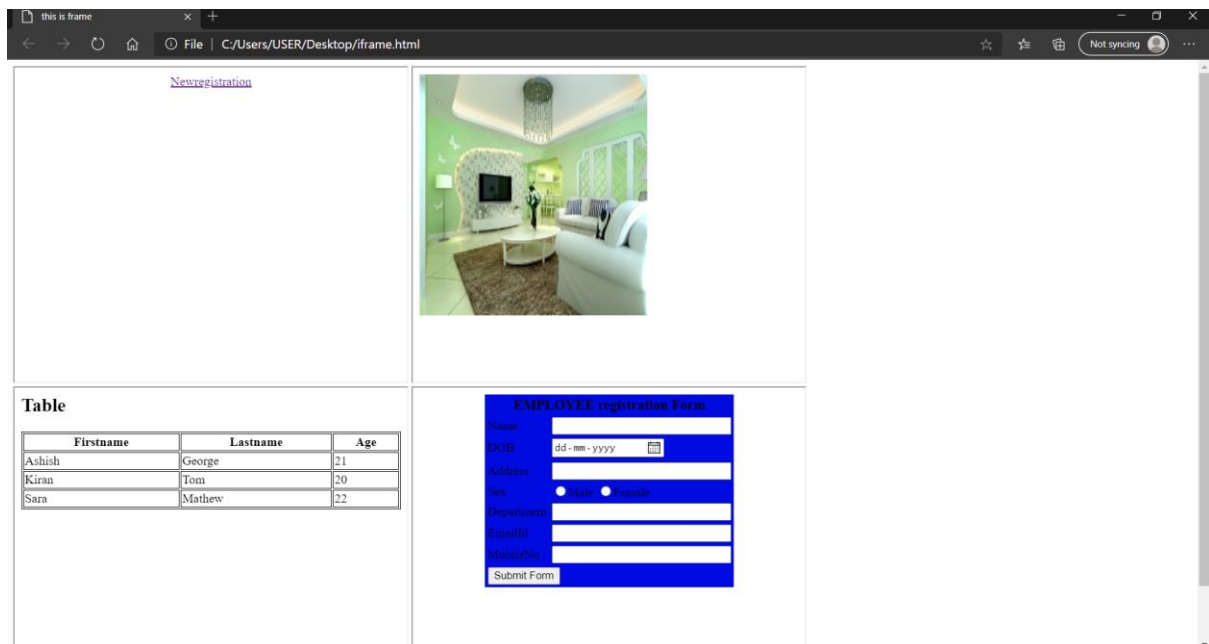 this is frame
File | C:/Users/USER/Desktop/iframe.html
Not syncing
Newregistration
Table
Firstname Lastname Age
Ashish George 21
Kiran Tom 20
Sara Mathew 22
EMPLOYEE registration Form
Name
DOB dd-mm-yyyy
Address
Sex Male Female
Department
EmailId
MobileNo
Submit Form